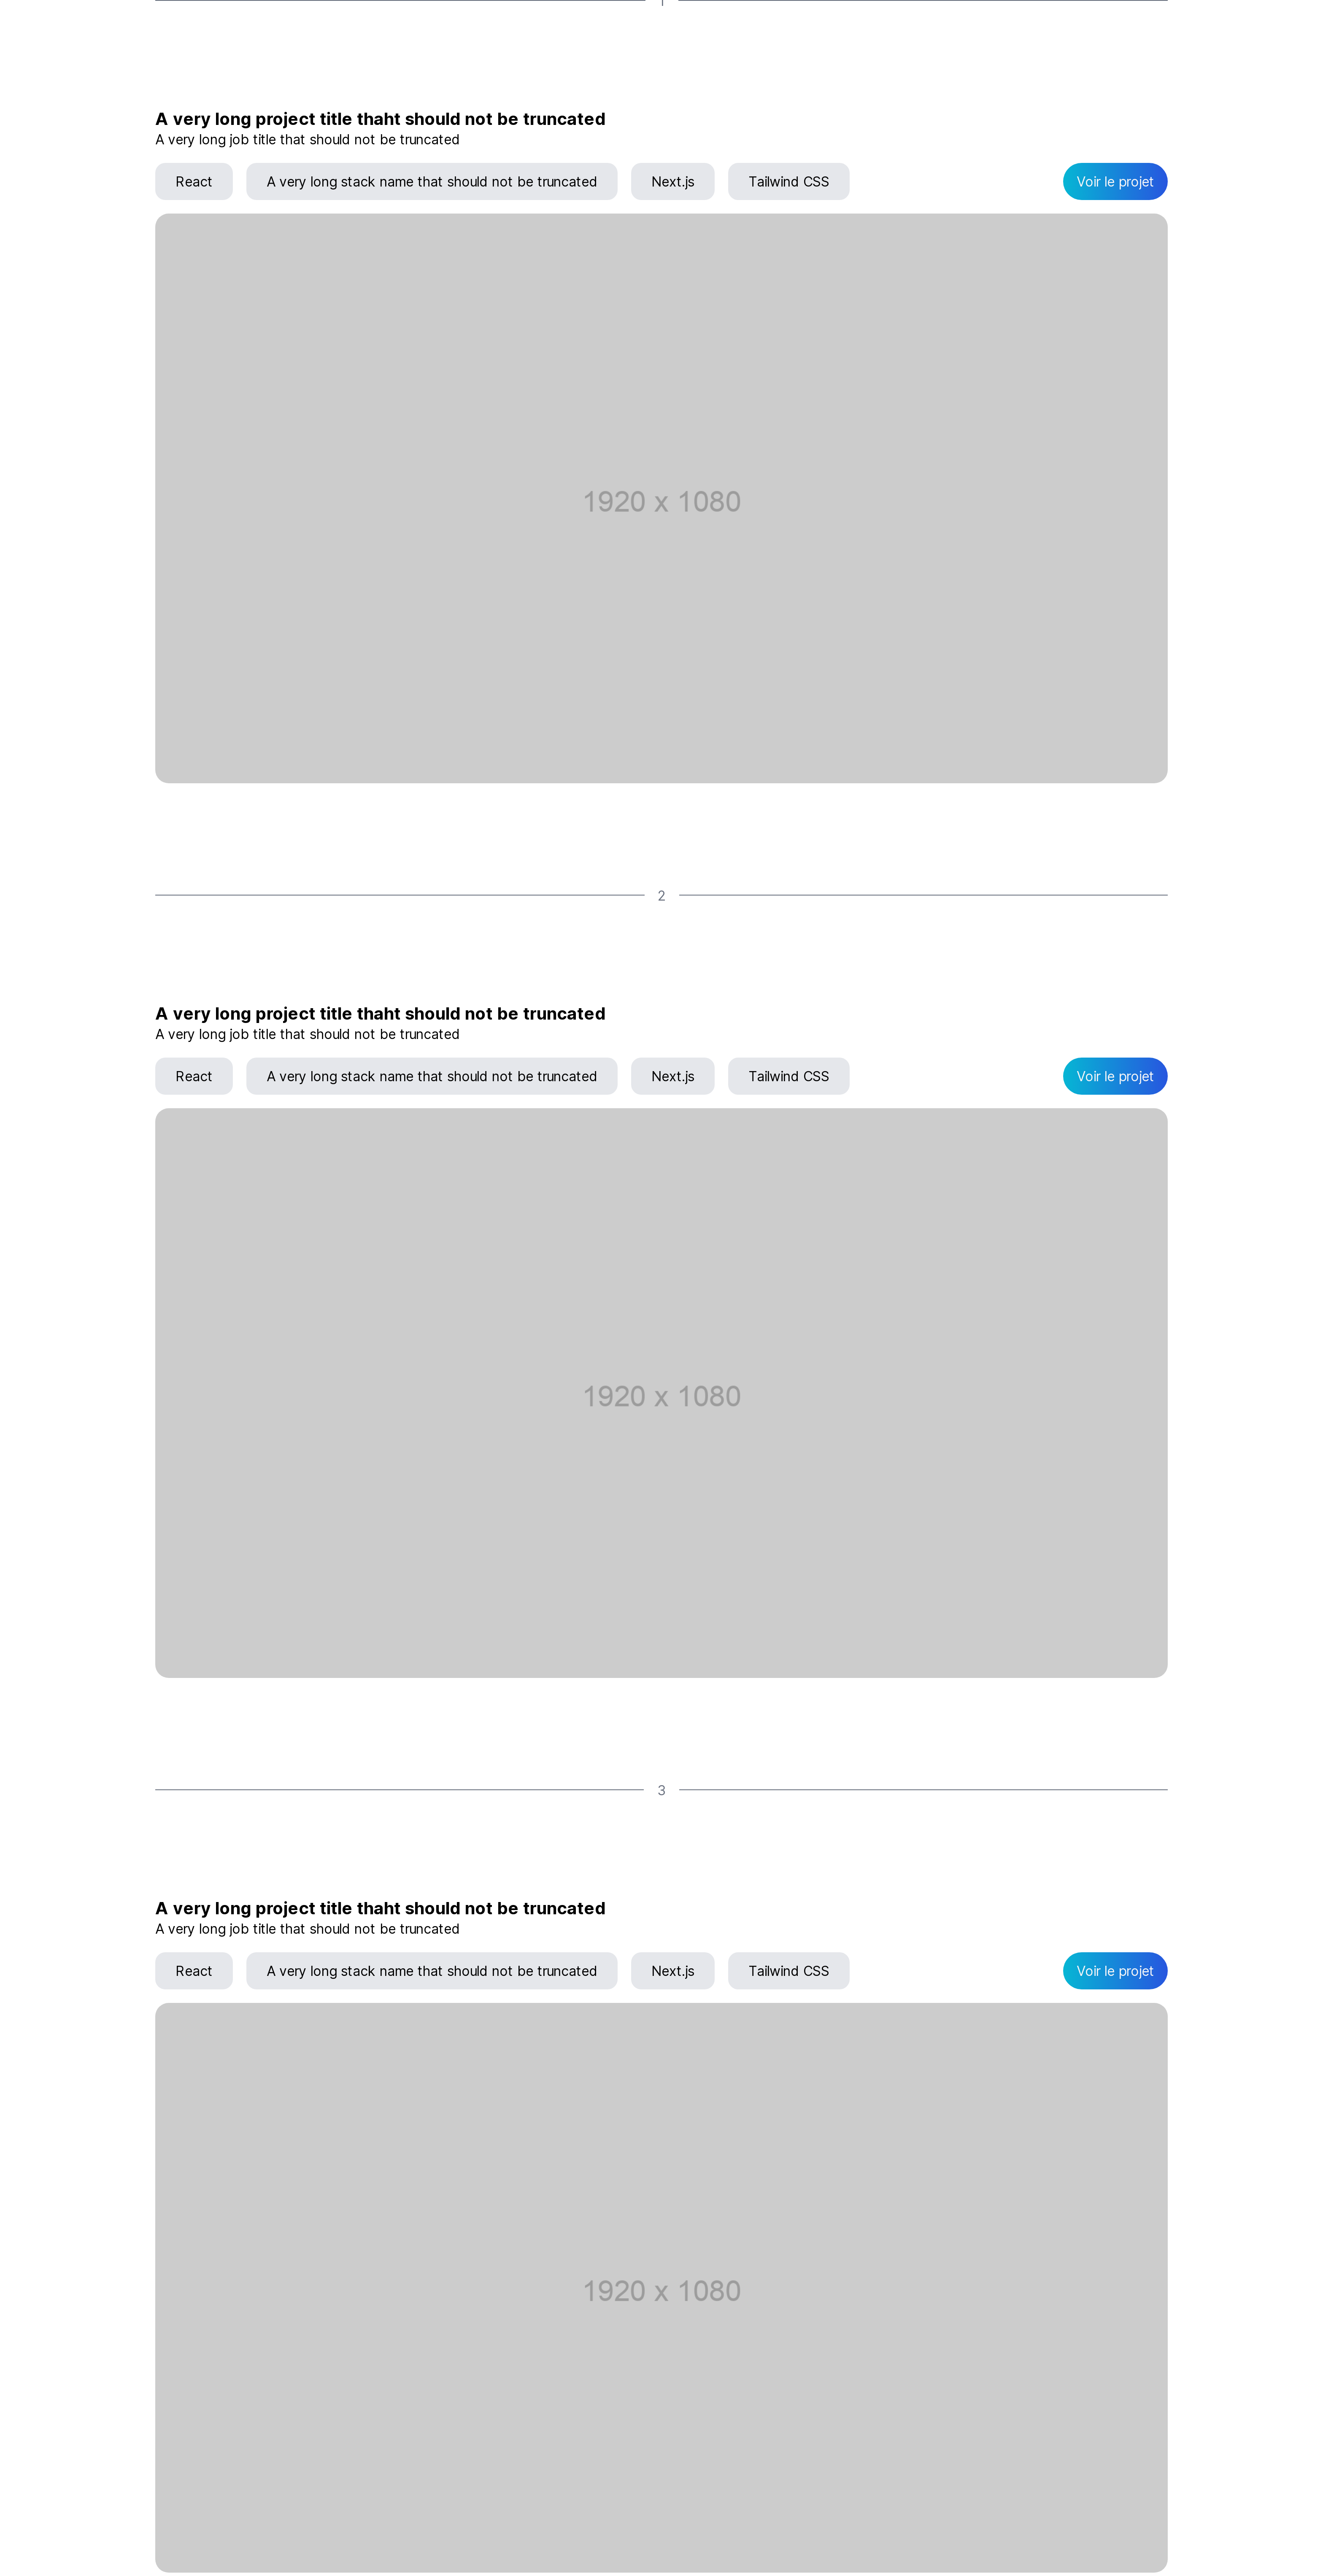 A very long project title thaht should not be truncated
A very long job title that should not be truncated
React A very long stack name that should not be truncated Next.js Tailwind CSS Voir le projet
1920 x 1080
2
A very long project title thaht should not be truncated
A very long job title that should not be truncated
React A very long stack name that should not be truncated Next.js Tailwind CSS Voir le projet
1920 x 1080
3
A very long project title thaht should not be truncated
A very long job title that should not be truncated
React A very long stack name that should not be truncated Next.js Tailwind CSS Voir le projet
1920 x 1080